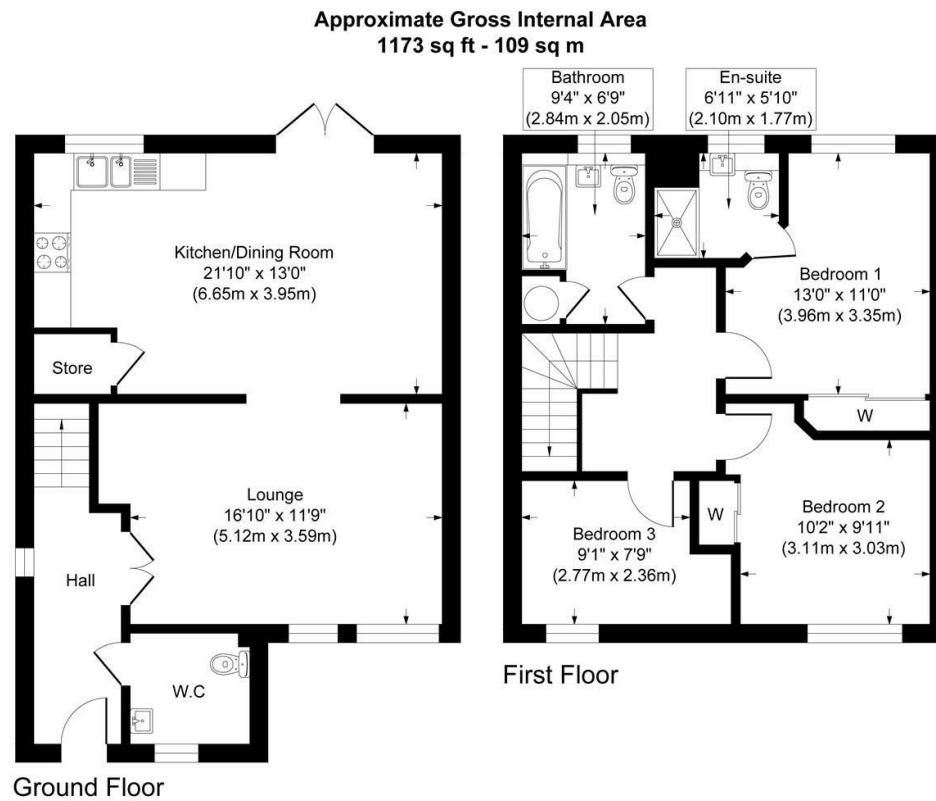 Approximate Gross Internal Area
1173 sq ft - 109 sq m
Kitchen/Dining Room
21'10" x 13'0"
(6.65m x 3.95m)
Store
Lounge
16'10" x 11'9"
(5.12m x 3.59m)
Hall
W.C
Ground Floor
Bathroom
9'4" x 6'9"
(2.84m x 2.05m)
En-suite
6'11" x 5'10"
(2.10m x 1.77m)
Bedroom 1
13'0" x 11'0"
(3.96m x 3.35m)
W
W
Bedroom 2
10'2" x 9'11"
(3.11m x 3.03m)
Bedroom 3
9'1" x 7'9"
(2.77m x 2.36m)
First Floor